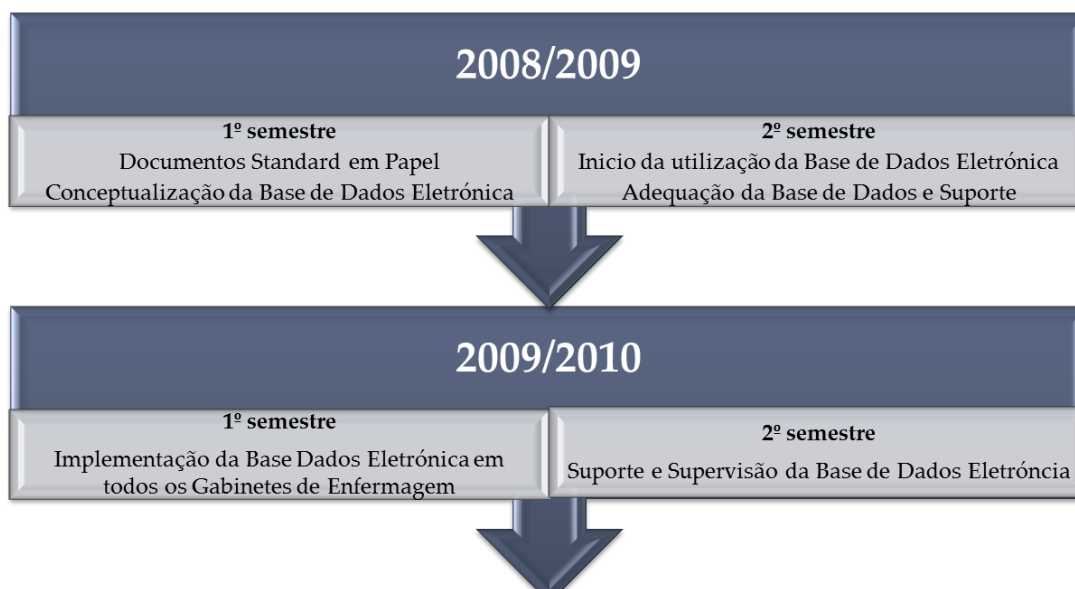 2008/2009
1º semestre
Documentos Standard em Papel
Conceptualização da Base de Dados Eletrónica
2º semestre
Inicio da utilização da Base de Dados Eletrónica
Adequação da Base de Dados e Suporte
2009/2010
1º semestre
Implementação da Base Dados Eletrónica em
todos os Gabinetes de Enfermagem
2º semestre
Suporte e Supervisão da Base de Dados Eletróncia